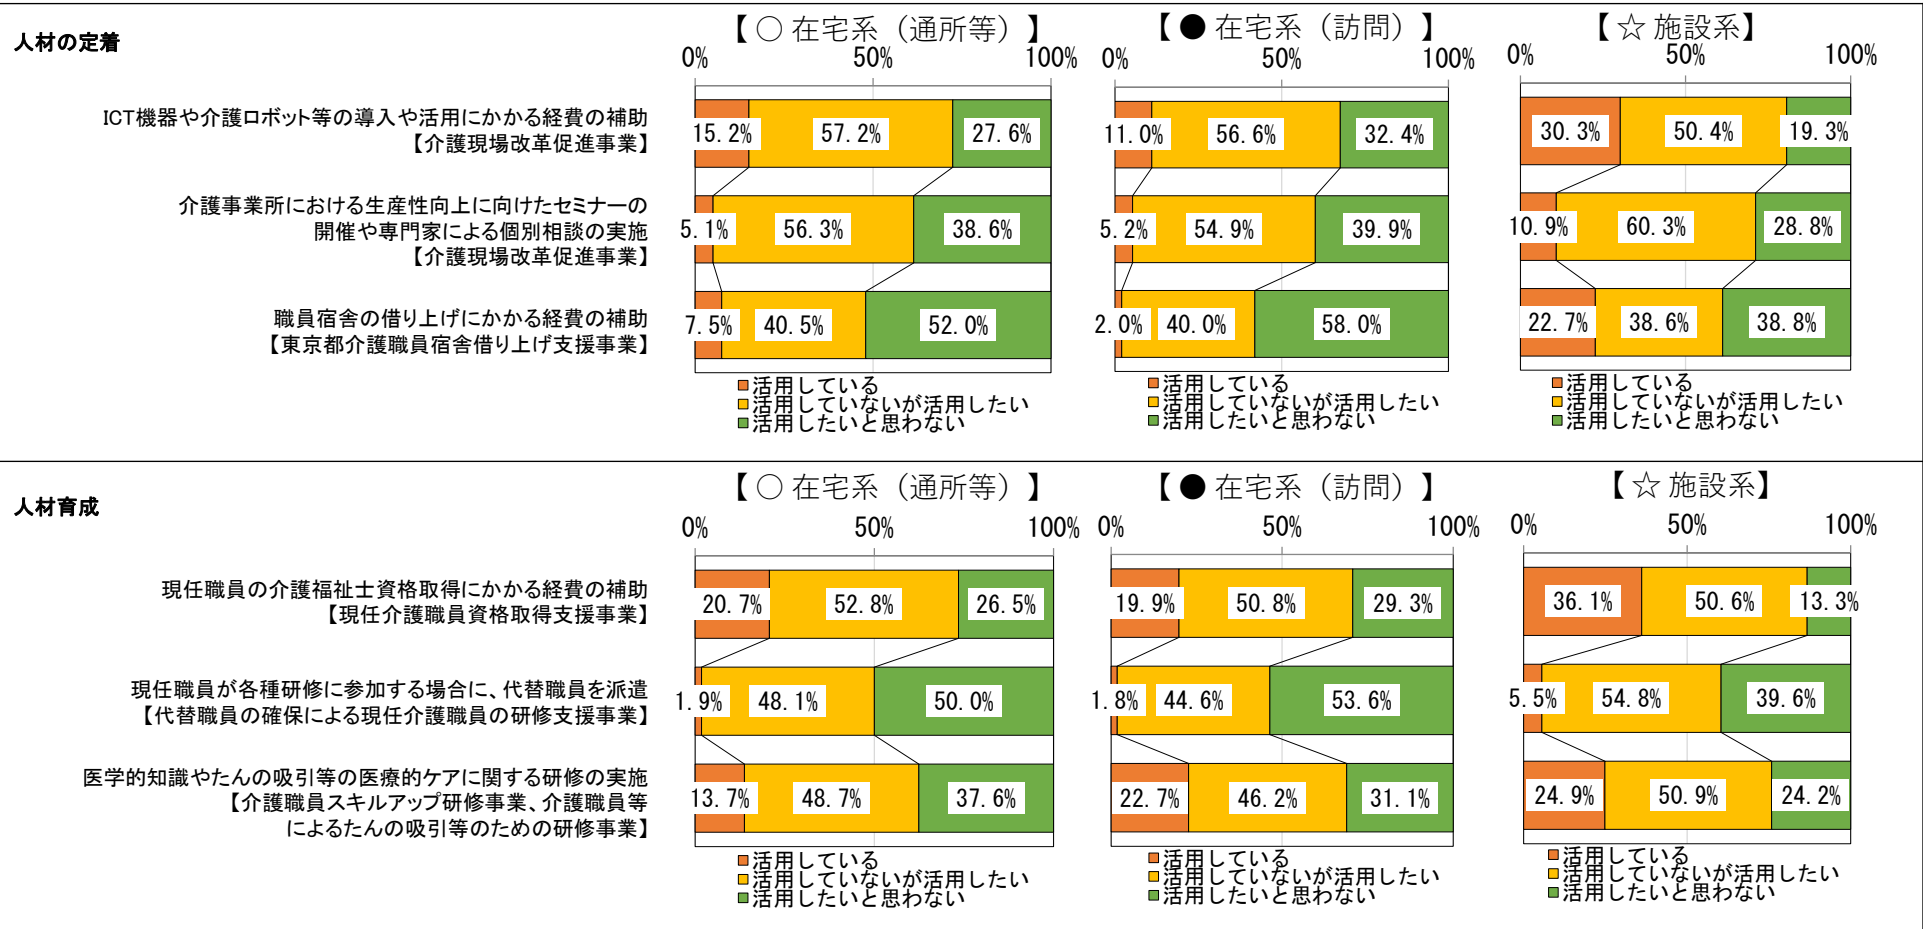 人材の定着
【 ○ 在宅系（通所等）】
【 ● 在宅系（訪問）】
【 ☆ 施設系】
0% 50% 100%
0% 50% 100%
0% 50% 100%
ICT機器や介護ロボット等の導入や活用にかかる経費の補助
【介護現場改革促進事業】
15.2% 57.2% 27.6%
11.0% 56.6% 32.4%
30.3% 50.4% 19.3%
介護事業所における生産性向上に向けたセミナーの
開催や専門家による個別相談の実施
【介護現場改革促進事業】
5.1% 56.3% 38.6%
5.2% 54.9% 39.9%
10.9% 60.3% 28.8%
職員宿舎の借り上げにかかる経費の補助
【東京都介護職員宿舎借り上げ支援事業】
7.5% 40.5% 52.0%
2.0% 40.0% 58.0%
22.7% 38.6% 38.8%
活用している
活用していないが活用したい
活用したいと思わない
活用している
活用していないが活用したい
活用したいと思わない
活用している
活用していないが活用したい
活用したいと思わない
人材育成
【 ○ 在宅系（通所等）】
【 ● 在宅系（訪問）】
【 ☆ 施設系】
0% 50% 100%
0% 50% 100%
0% 50% 100%
現任職員の介護福祉士資格取得にかかる経費の補助
【現任介護職員資格取得支援事業】
20.7% 52.8% 26.5%
19.9% 50.8% 29.3%
36.1% 50.6% 13.3%
現任職員が各種研修に参加する場合に、代替職員を派遣
【代替職員の確保による現任介護職員の研修支援事業】
1.9% 48.1% 50.0%
1.8% 44.6% 53.6%
5.5% 54.8% 39.6%
医学的知識やたんの吸引等の医療的ケアに関する研修の実施
【介護職員スキルアップ研修事業、介護職員等
によるたんの吸引等のための研修事業】
13.7% 48.7% 37.6%
22.7% 46.2% 31.1%
24.9% 50.9% 24.2%
活用している
活用していないが活用したい
活用したいと思わない
活用している
活用していないが活用したい
活用したいと思わない
活用している
活用していないが活用したい
活用したいと思わない